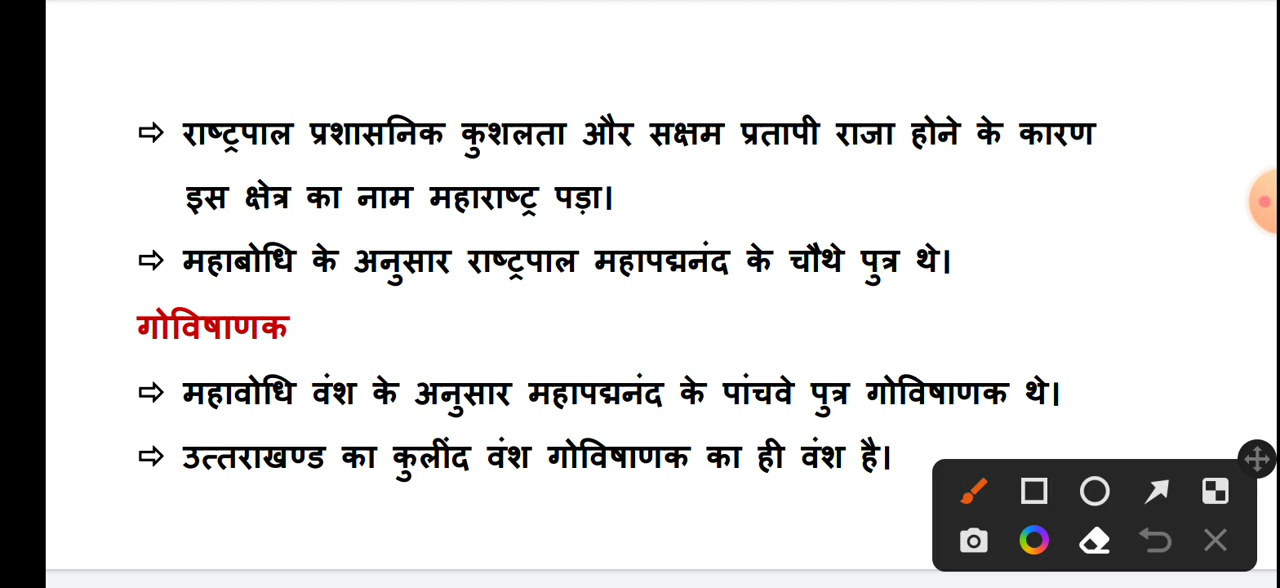 ⇨ राष्ट्रपाल प्रशासनिक कुशलता और सक्षम प्रतापी राजा होने के कारण
इस क्षेत्र का नाम महाराष्ट्र पड़ा।
⇨ महाबोधि के अनुसार राष्ट्रपाल महापद्मनंद के चौथे पुत्र थे।
गोविषाणक
⇨ महावोधि वंश के अनुसार महापद्मनंद के पांचवे पुत्र गोविषाणक थे।
⇨ उत्तराखण्ड का कुलींद वंश गोविषाणक का ही वंश है।